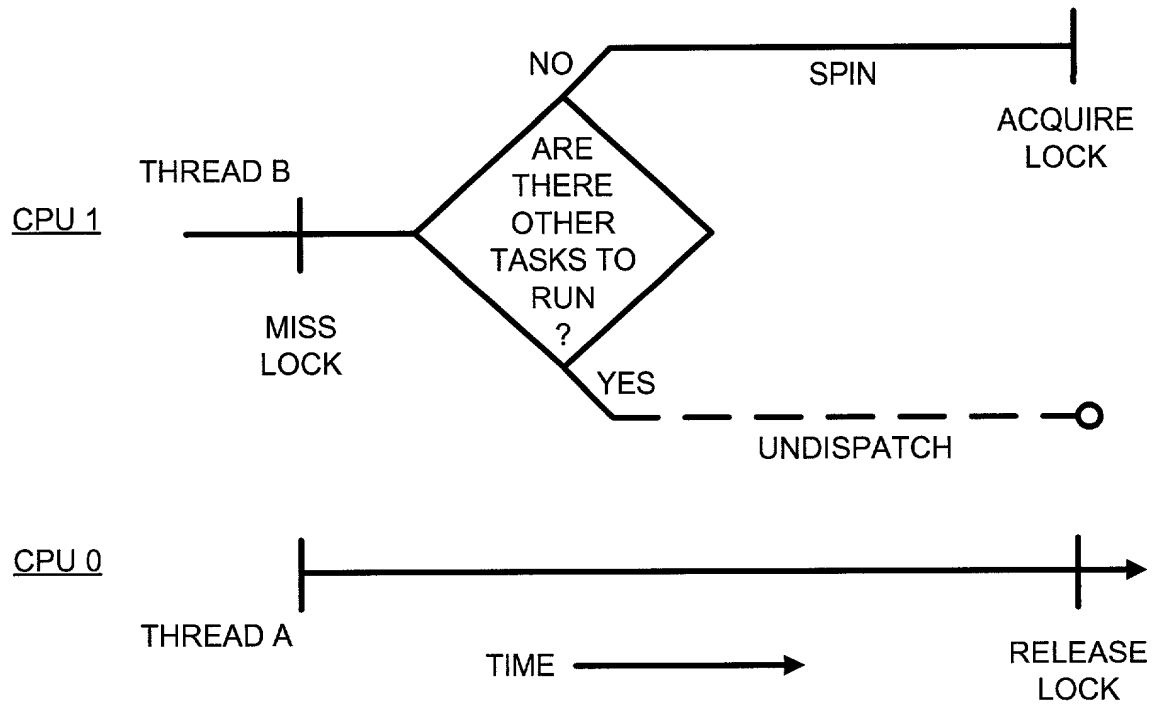 NO
SPIN
ACQUIRE
LOCK
THREAD B
CPU 1
MISS
LOCK
ARE
THERE
OTHER
TASKS TO
RUN
?
YES
UNDISPATCH
CPU 0
THREAD A
TIME
RELEASE
LOCK